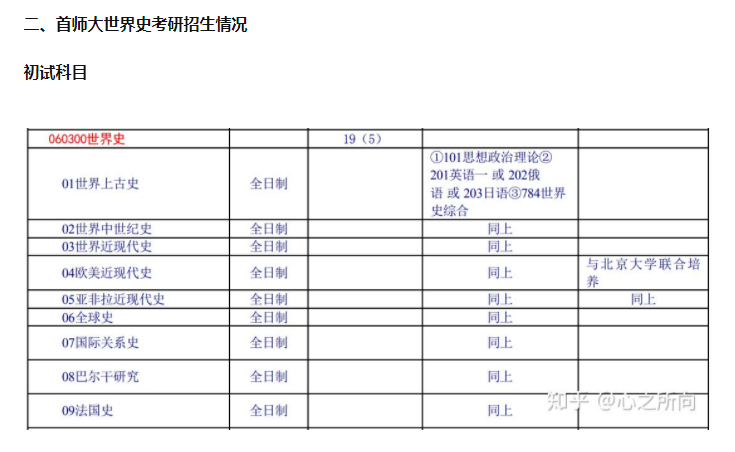 二、首师大世界史考研招生情况
初试科目
060300世界史 19（5）
01世界上古史 全日制 ①101思想政治理论②
201英语一 或 202俄
语 或 203日语③784世界
史综合
02世界中世纪史 全日制 同上
03世界近现代史 全日制 同上
04欧美近现代史 全日制 同上 与北京大学联合培
养
05亚非拉近现代史 全日制 同上 同上
06全球史 全日制 同上
07国际关系史 全日制 同上
08巴尔干研究 全日制 同上
09法国史 全日制 同上
知乎 @心之所向